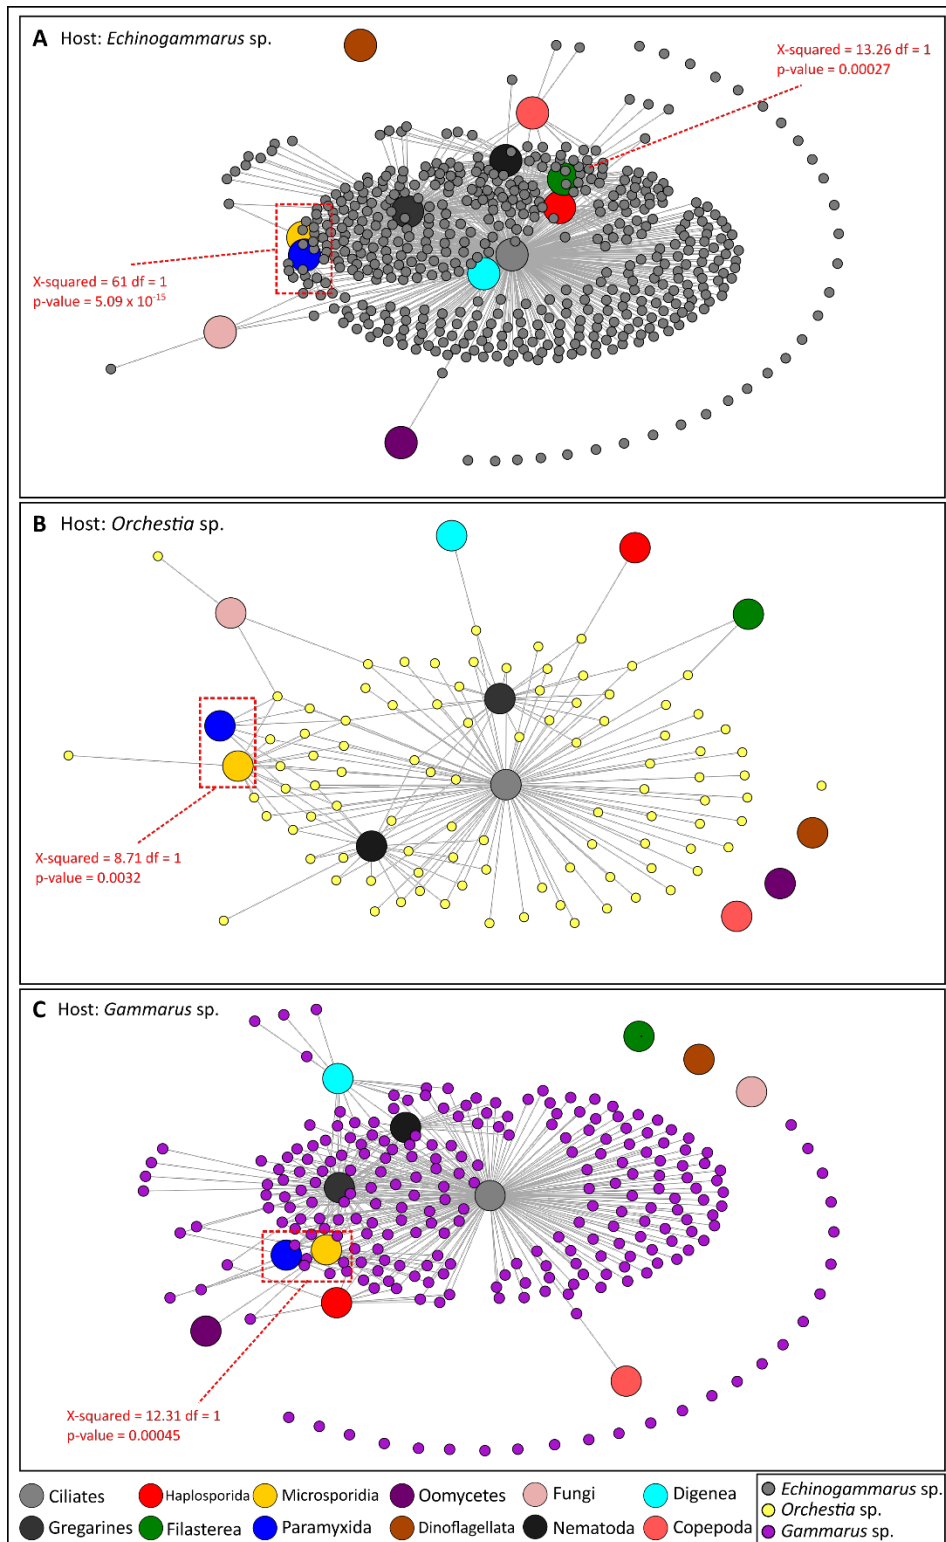 A Host: Echinogammarus sp.
X-squared = 13.26 df = 1
p-value = 0.00027
X-squared = 61 df = 1
p-value = 5.09 x 10⁻¹⁵
B Host: Orchestia sp.
X-squared = 8.71 df = 1
p-value = 0.0032
C Host: Gammarus sp.
X-squared = 12.31 df = 1
p-value = 0.00045
Ciliates Haplosporida Microsporidia Oomycetes Fungi Digenea
Gregarines Filasterea Paramyxida Dinoflagellata Nematoda Copepoda
Echinogammarus sp.
Orchestia sp.
Gammarus sp.